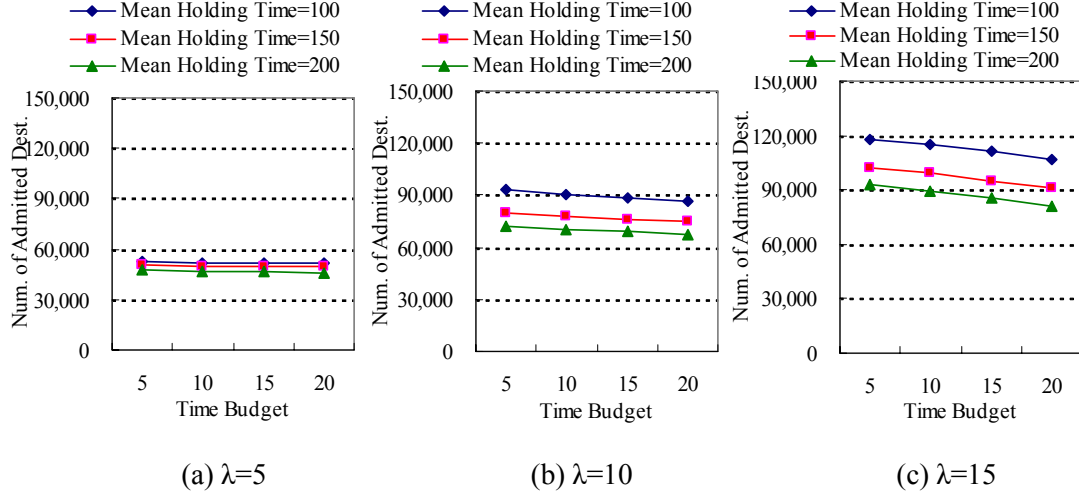 Mean Holding Time=100
Mean Holding Time=150
Mean Holding Time=200
Num. of Admitted Dest.
150,000
120,000
90,000
60,000
30,000
0
5 10 15 20
Time Budget
(a) λ=5
Mean Holding Time=100
Mean Holding Time=150
Mean Holding Time=200
Num. of Admitted Dest.
150,000
120,000
90,000
60,000
30,000
0
5 10 15 20
Time Budget
(b) λ=10
Mean Holding Time=100
Mean Holding Time=150
Mean Holding Time=200
Num. of Admitted Dest.
150,000
120,000
90,000
60,000
30,000
0
5 10 15 20
Time Budget
(c) λ=15